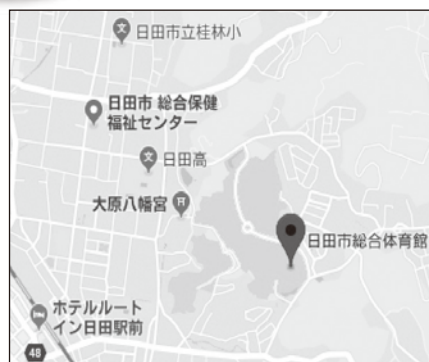 日田市立桂林小
日田市 総合保健
福祉センター
日田高
大原八幡宮
日田市総合体育館
ホテルルート
イン日田駅前
48